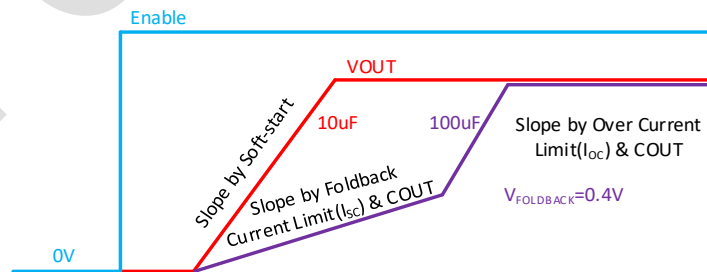 Enable
VOUT
Slope by Soft-start
10uF
100uF
Slope by Over Current
Limit(IOC) & COUT
Slope by Foldback
Current Limit(ISC) & COUT
VFOLDBACK=0.4V
0V